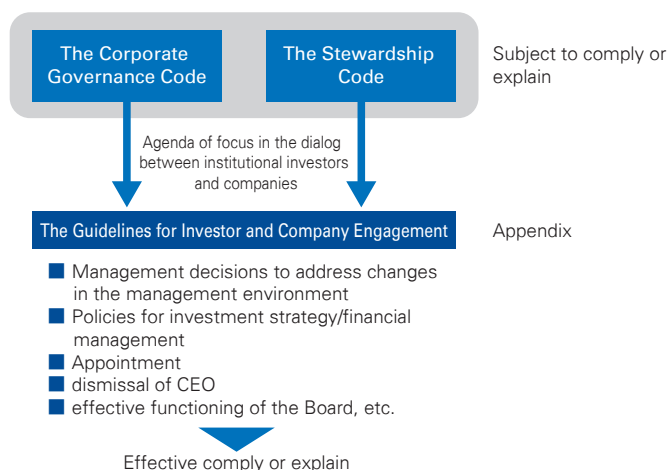 The Corporate
Governance Code
The Stewardship
Code
Subject to comply or
explain
Agenda of focus in the dialog
between institutional investors
and companies
The Guidelines for Investor and Company Engagement
Appendix
Management decisions to address changes
in the management environment
Policies for investment strategy/financial
management
Appointment
dismissal of CEO
effective functioning of the Board, etc.
Effective comply or explain